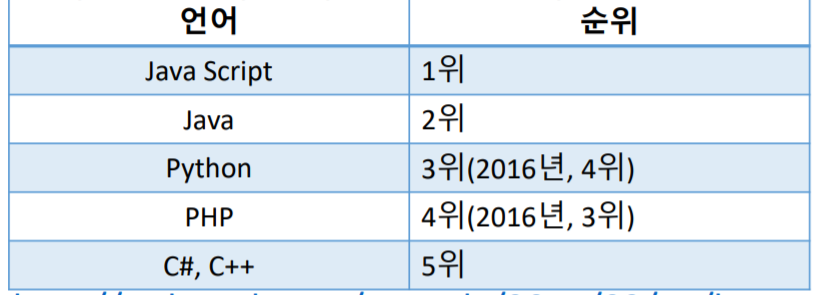 언어 순위
Java Script 1위
Java 2위
Python 3위(2016년, 4위)
PHP 4위(2016년, 3위)
C#, C++ 5위